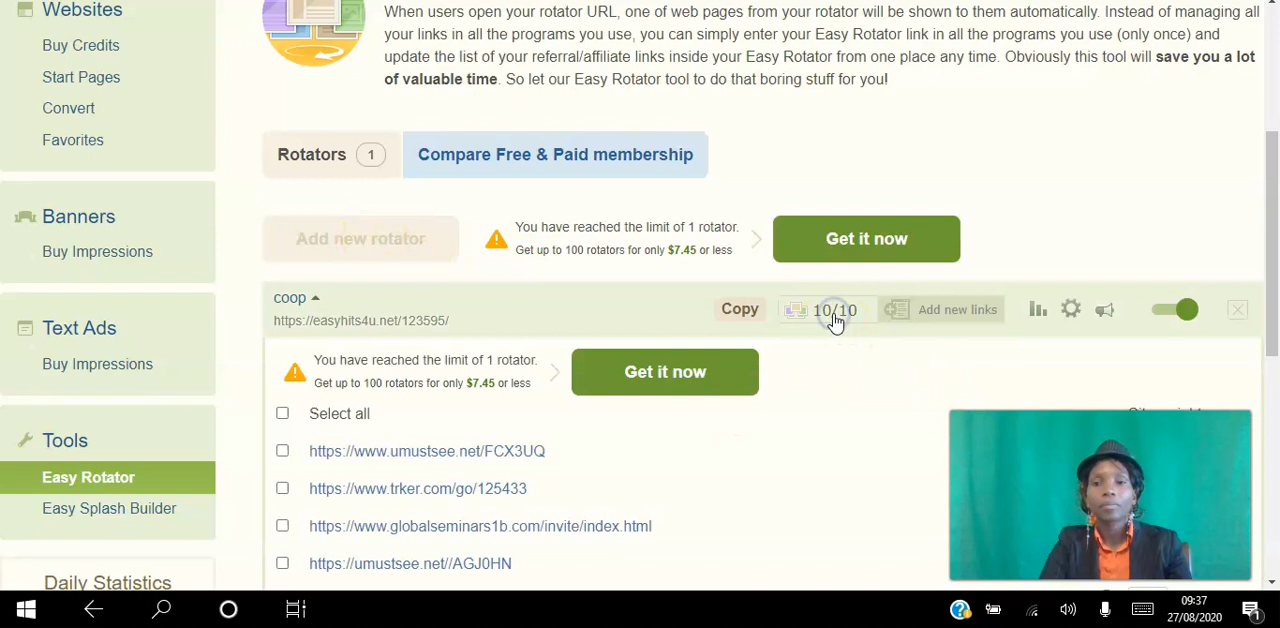 Websites
Buy Credits
Start Pages
Convert
Favorites
Banners
Buy Impressions
Text Ads
Buy Impressions
Tools
Easy Rotator
Easy Splash Builder
Daily Statistics
When users open your rotator URL, one of web pages from your rotator will be shown to them automatically. Instead of managing all
your links in all the programs you use, you can simply enter your Easy Rotator link in all the programs you use (only once) and
update the list of your referral/affiliate links inside your Easy Rotator from one place any time. Obviously this tool will save you a lot
of valuable time. So let our Easy Rotator tool to do that boring stuff for you!
Rotators 1 Compare Free & Paid membership
Add new rotator
You have reached the limit of 1 rotator.
Get up to 100 rotators for only $7.45 or less
Get it now
coop
https://easyhits4u.net/123595/
Copy 10/10 Add new links
You have reached the limit of 1 rotator.
Get up to 100 rotators for only $7.45 or less
Get it now
Select all
https://www.umustsee.net/FCX3UQ
https://www.trker.com/go/125433
https://www.globalseminars1b.com/invite/index.html
https://umustsee.net//AGJ0HN
09:37
27/08/2020